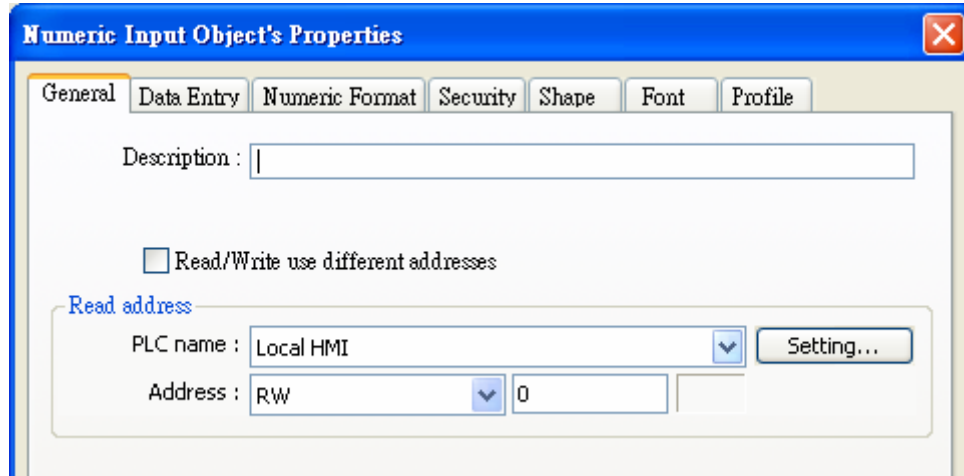 Numeric Input Object's Properties
General Data Entry Numeric Format Security Shape Font Profile
Description :
Read/Write use different addresses
Read address
PLC name : Local HMI Setting...
Address : RW 0